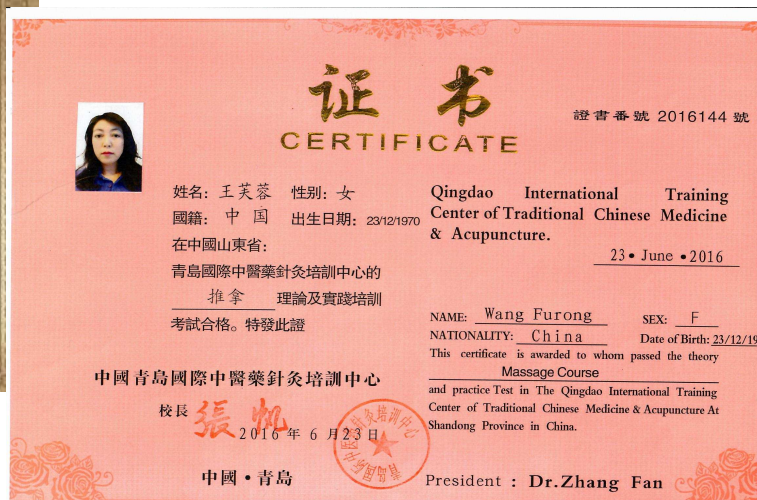 证 书
CERTIFICATE
證書番號 2016144 號
姓名: 王芙蓉 性别: 女
國籍: 中国 出生日期: 23/12/1970
在中國山東省:
青島國際中醫藥針灸培訓中心的
推拿 理論及實踐培訓
考試合格。特發此證
中國青島國際中醫藥針灸培訓中心
校長 張帆
2016 年 6 月 23 日
中國·青島
Qingdao International Training
Center of Traditional Chinese Medicine
& Acupuncture.
23 • June • 2016
NAME: Wang Furong SEX: F
NATIONALITY: China Date of Birth: 23/12/19
This certificate is awarded to whom passed the theory
Massage Course
and practice Test in The Qingdao International Training
Center of Traditional Chinese Medicine & Acupuncture At
Shandong Province in China.
President : Dr.Zhang Fan